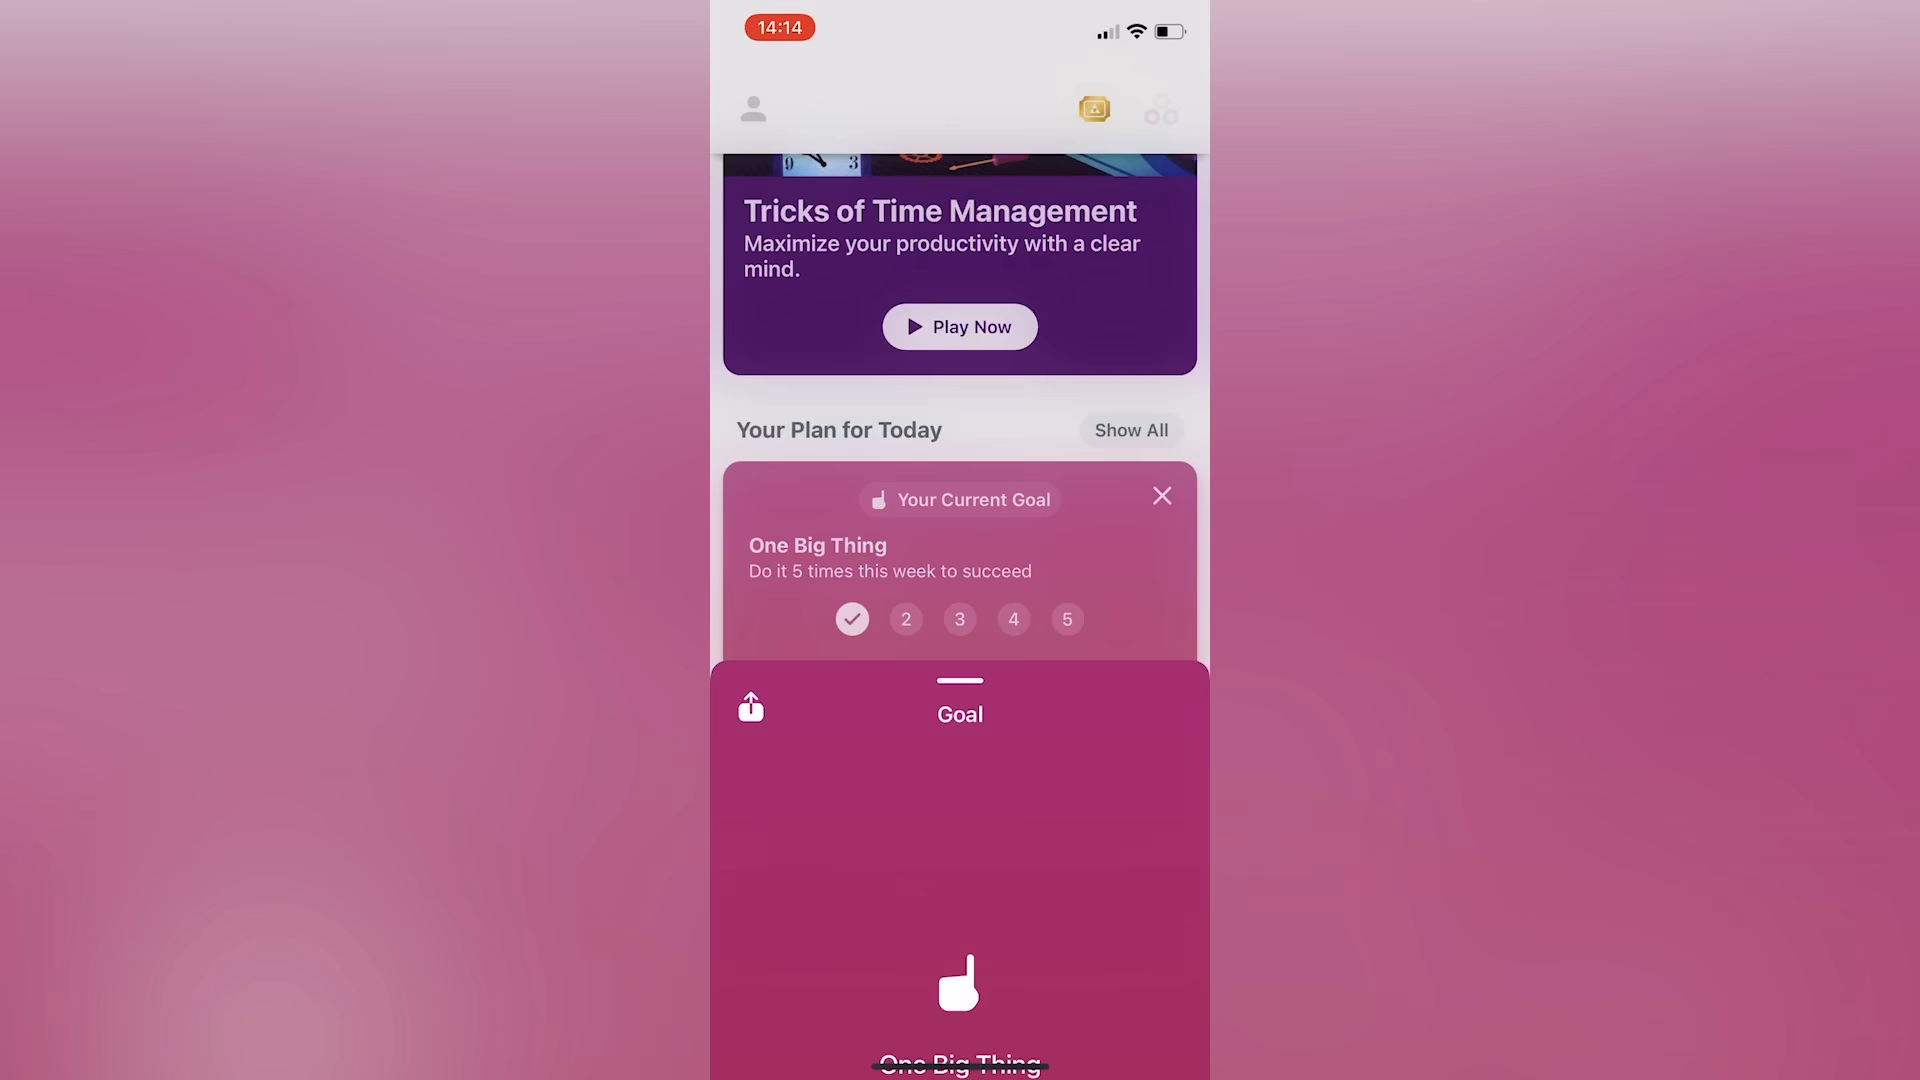 14:14
9 3
Tricks of Time Management
Maximize your productivity with a clear
mind.
Play Now
Your Plan for Today
Show All
Your Current Goal
One Big Thing
Do it 5 times this week to succeed
2 3 4 5
Goal
One Big Thing